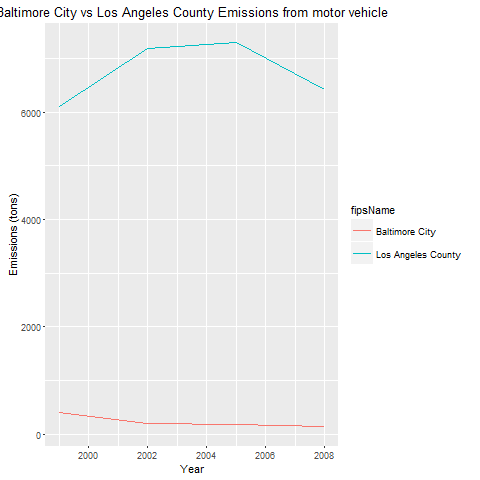 Baltimore City vs Los Angeles County Emissions from motor vehicle
6000
4000
2000
0
Emissions (tons)
2000
2002
2004
2006
2008
Year
fipsName
Baltimore City
Los Angeles County